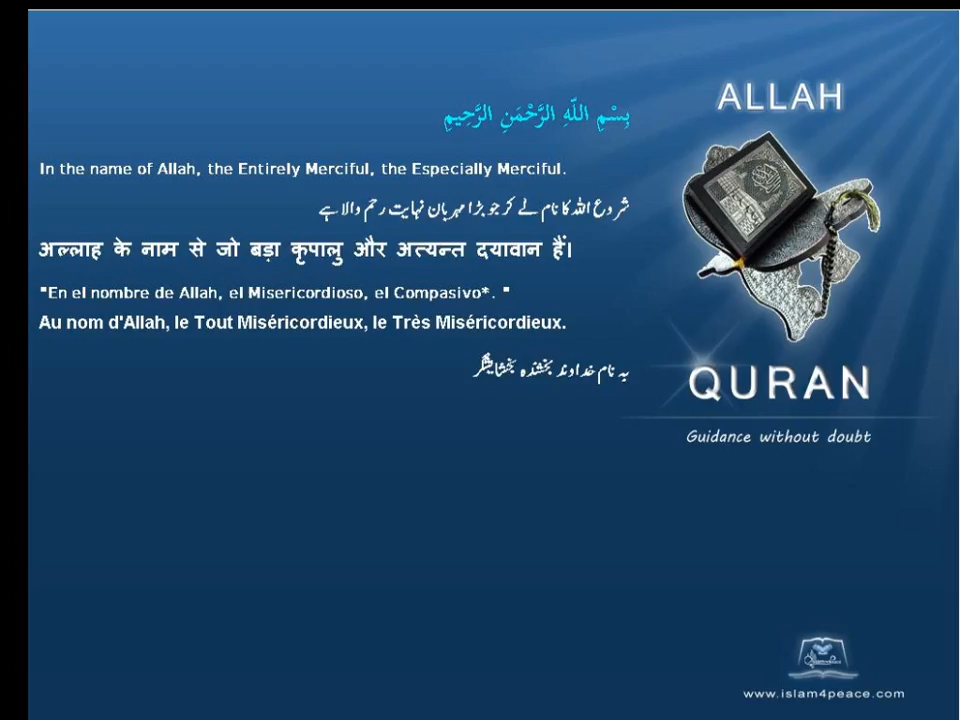 بِسْمِ اللَّهِ الرَّحْمَنِ الرَّحِيمِ
In the name of Allah, the Entirely Merciful, the Especially Merciful.
شروع الله کا نام لے کر جو بڑا مہربان نہایت رحم والا ہے
अल्लाह के नाम से जो बड़ा कृपालु और अत्यन्त दयावान हैं।
"En el nombre de Allah, el Misericordioso, el Compasivo*. "
Au nom d'Allah, le Tout Miséricordieux, le Très Miséricordieux.
به نام خداوند بخشنده بخشایشگر
ALLAH
QURAN
Guidance without doubt
www.islam4peace.com